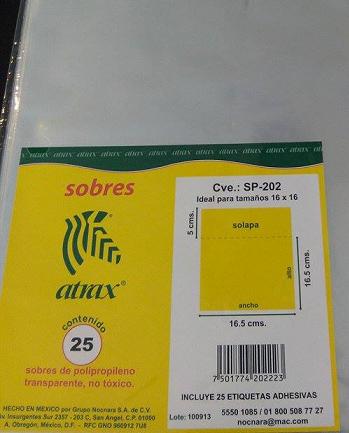 atrax atrax atrax atrax atrax atrax atrax atrax atrax atrax atrax
sobres
atrax®
contenido
25
sobres de polipropileno
transparente, no tóxico.
HECHO EN MEXICO por Grupo Nocnara S.A. de C.V.
Av. Insurgentes Sur 2357 - 203 C, San Angel, C.P. 01000
A. Obregón, México, D.F. - RFC GNO 960912 7U8
Cve.: SP-202
Ideal para tamaños 16 x 16
5 cms.
solapa
alto
16.5 cms.
ancho
16.5 cms.
7 501774 202223
INCLUYE 25 ETIQUETAS ADHESIVAS
Lote: 100913
5550 1085 / 01 800 508 77 27
nocnara@mac.com